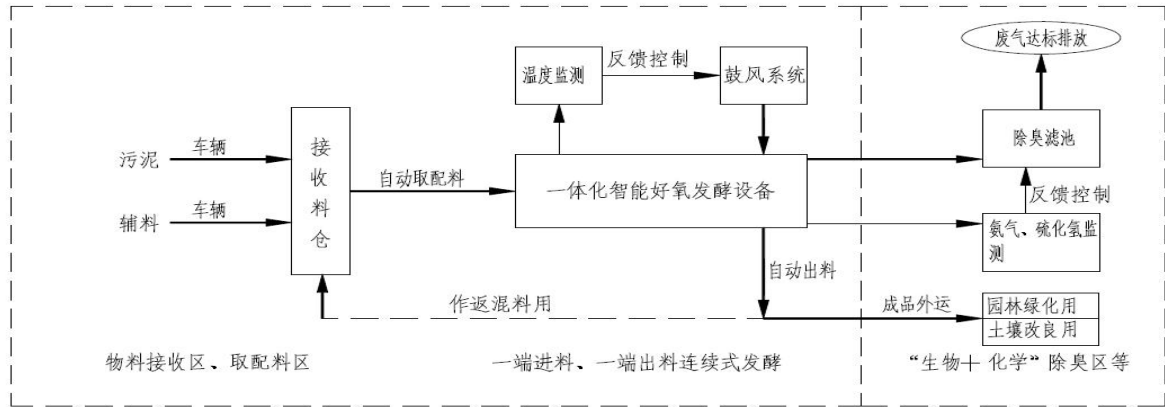 废气达标排放
温度监测
反馈控制
鼓风系统
除臭滤池
污泥
车辆
接收料仓
自动取配料
一体化智能好氧发酵设备
反馈控制
辅料
车辆
氨气、硫化氢监
测
自动出料
作返混料用
成品外运
园林绿化用
土壤改良用
物料接收区、取配料区
一端进料、一端出料连续式发酵
“生物+化学”除臭区等